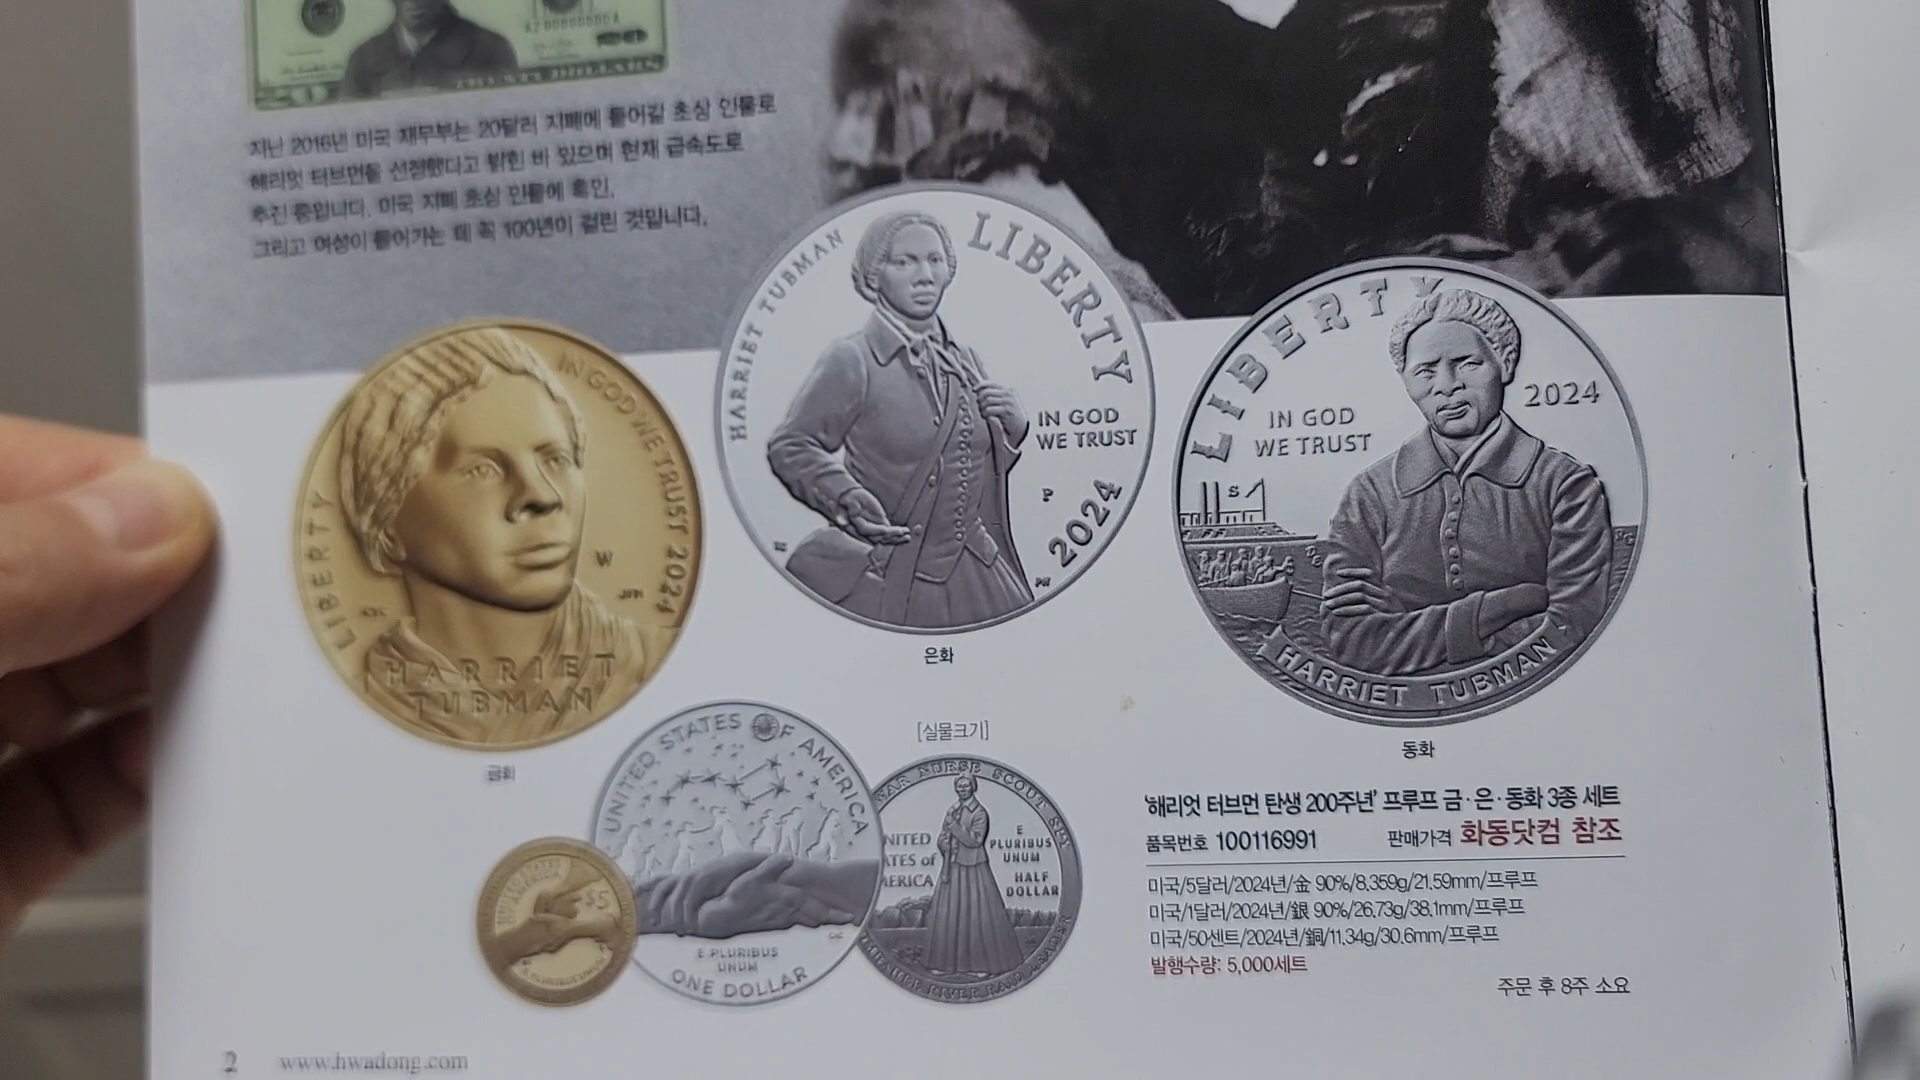 지난 2016년 미국 재무부는 20달러 지폐에 들어갈 초상 인물로
해리엇 터브먼을 선정했다고 밝힌 바 있으며 현재 급속도로
추진 중입니다. 미국 지폐 초상 인물에 흑인,
그리고 여성이 들어가는 데 꼭 100년이 걸린 것입니다.
LIBERTY
IN GOD WE TRUST 2024
W
HARRIET
TUBMAN
금화
HARRIET TUBMAN
LIBERTY
IN GOD
WE TRUST
P
2024
은화
LIBERTY
IN GOD
WE TRUST
2024
S
HARRIET TUBMAN
동화
[실물크기]
$5
UNITED STATES OF AMERICA
E PLURIBUS
UNUM
ONE DOLLAR
WAR NURSE SCOUT SPY
NITED
TES of
ERICA
E
PLURIBUS
UNUM
HALF
DOLLAR
RIVER RAID LEADER
'해리엇 터브먼 탄생 200주년' 프루프 금·은·동화 3종 세트
품목번호 100116991 판매가격 화동닷컴 참조
미국/5달러/2024년/金 90%/8.359g/21.59mm/프루프
미국/1달러/2024년/銀 90%/26.73g/38.1mm/프루프
미국/50센트/2024년/銅/11.34g/30.6mm/프루프
발행수량: 5,000세트
주문 후 8주 소요
2 www.hwadong.com